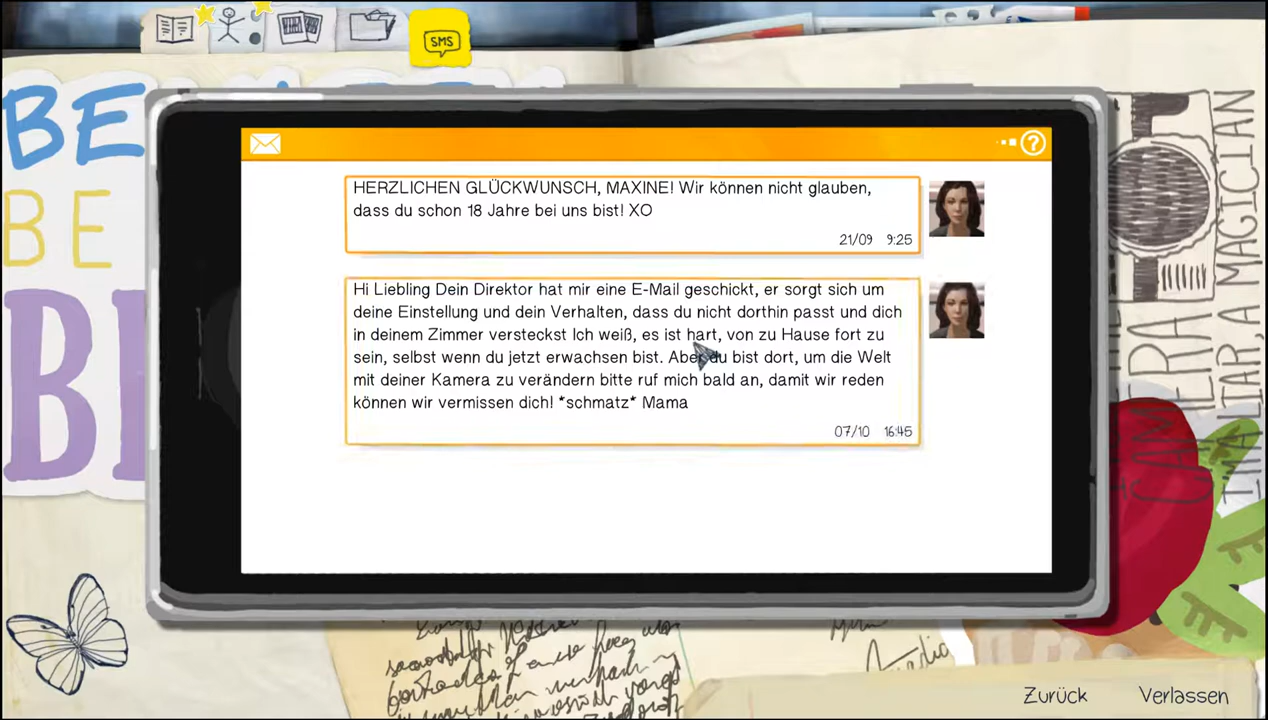 SMS
HERZLICHEN GLÜCKWUNSCH, MAXINE! Wir können nicht glauben,
dass du schon 18 Jahre bei uns bist! XO
21/09 9:25
Hi Liebling Dein Direktor hat mir eine E-Mail geschickt, er sorgt sich um
deine Einstellung und dein Verhalten, dass du nicht dorthin passt und dich
in deinem Zimmer versteckst Ich weiß, es ist hart, von zu Hause fort zu
sein, selbst wenn du jetzt erwachsen bist. Aber du bist dort, um die Welt
mit deiner Kamera zu verändern bitte ruf mich bald an, damit wir reden
können wir vermissen dich! *schmatz* Mama
07/10 16:45
BE
BE
CAMERA
LIAR, A MAGICIAN
Zurück Verlassen